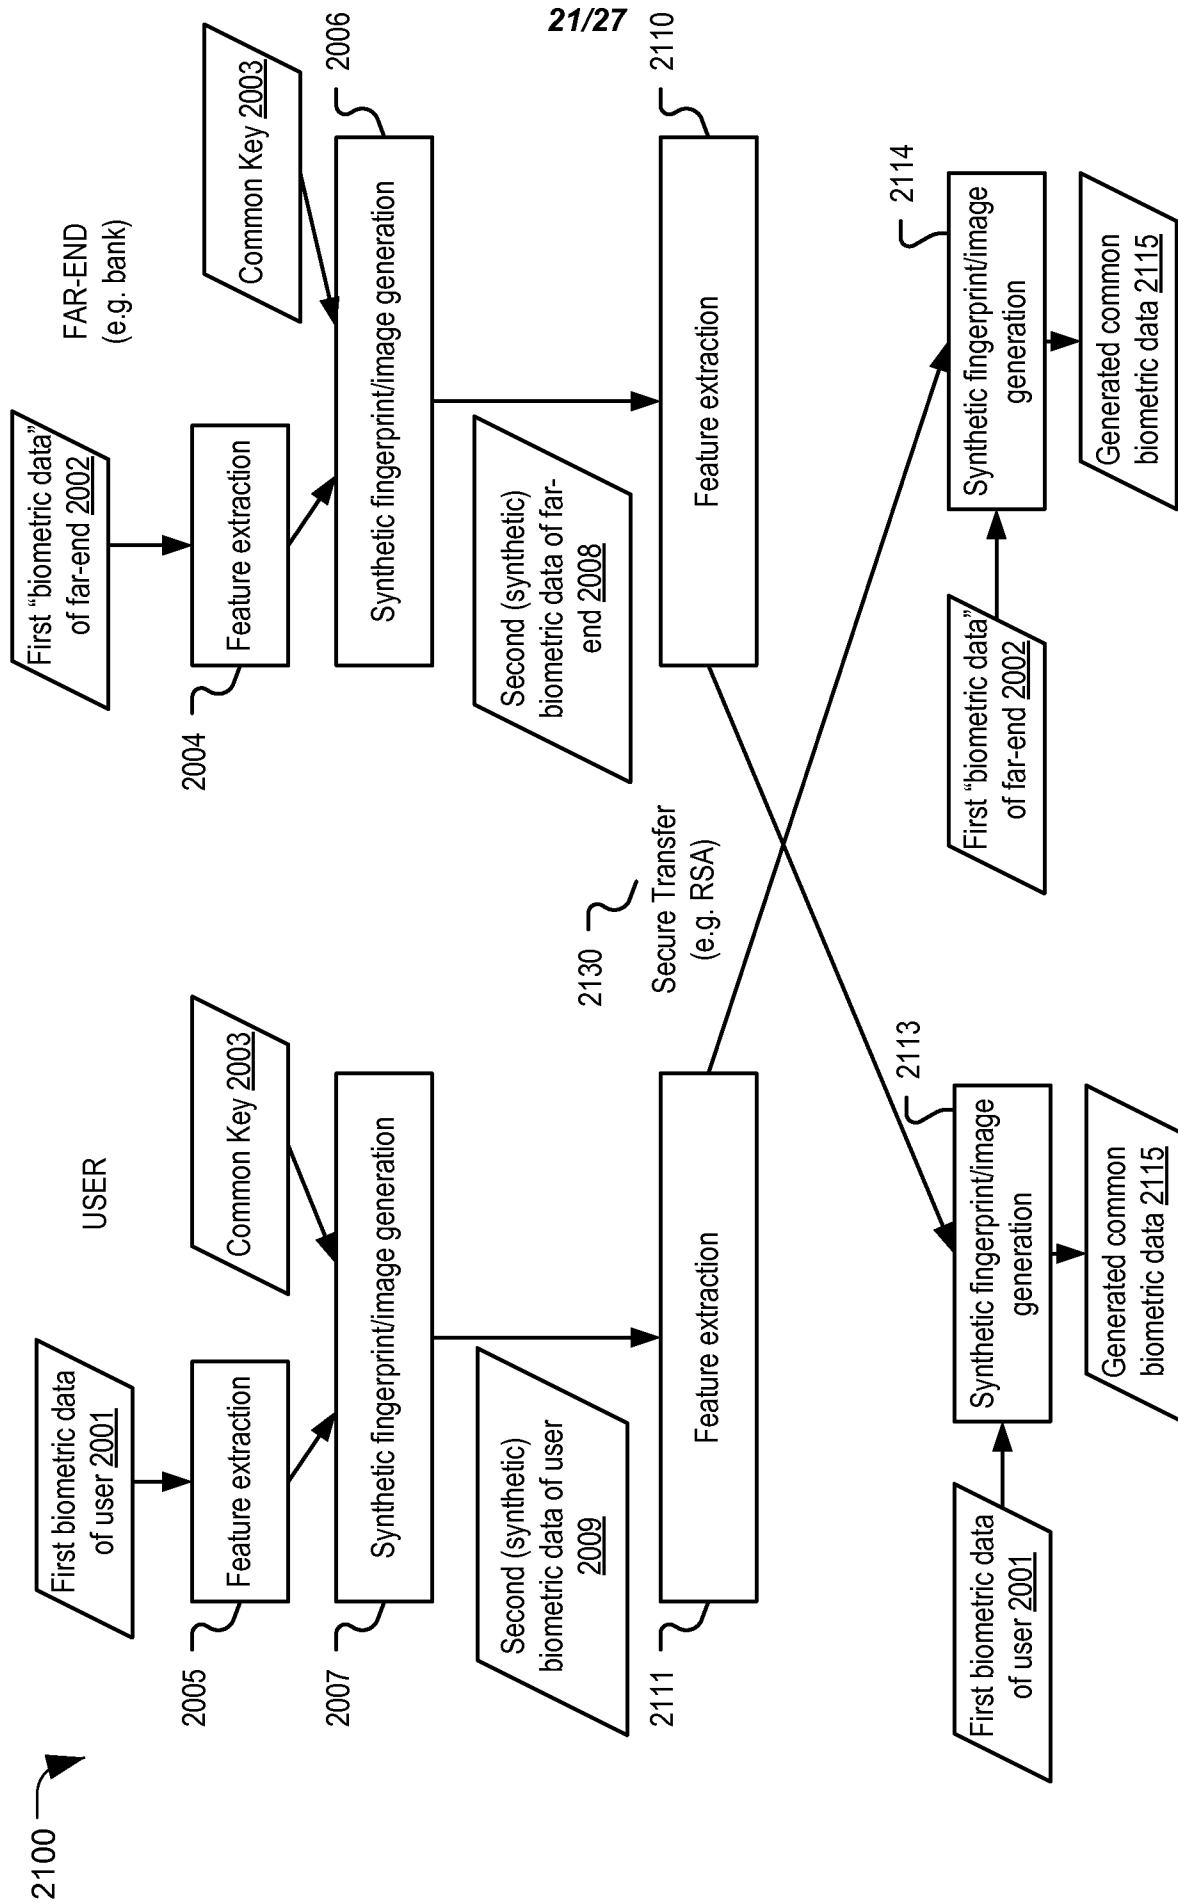 21/27
2100
USER
FAR-END
(e.g. bank)
First biometric data
of user 2001
First “biometric data”
of far-end 2002
Common Key 2003
Common Key 2003
2005
Feature extraction
2004
Feature extraction
2007
Synthetic fingerprint/image generation
Synthetic fingerprint/image generation
2006
Second (synthetic)
biometric data of user
2009
Second (synthetic)
biometric data of far-
end 2008
2111
Feature extraction
2130
Secure Transfer
(e.g. RSA)
Feature extraction
2110
First biometric data
of user 2001
Synthetic fingerprint/image
generation
2113
First “biometric data”
of far-end 2002
Synthetic fingerprint/image
generation
2114
Generated common
biometric data 2115
Generated common
biometric data 2115